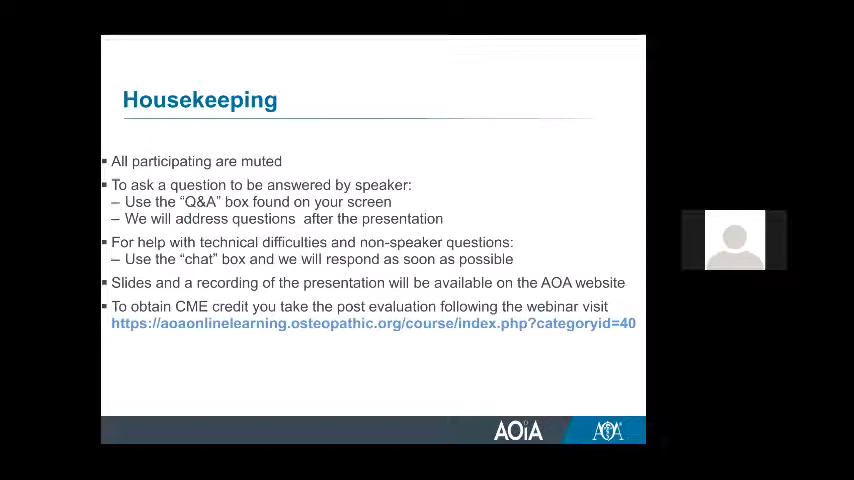 Housekeeping
▪ All participating are muted
▪ To ask a question to be answered by speaker:
– Use the “Q&A” box found on your screen
– We will address questions after the presentation
▪ For help with technical difficulties and non-speaker questions:
– Use the “chat” box and we will respond as soon as possible
▪ Slides and a recording of the presentation will be available on the AOA website
▪ To obtain CME credit you take the post evaluation following the webinar visit
https://aoaonlinelearning.osteopathic.org/course/index.php?categoryid=40
AOiA AOA